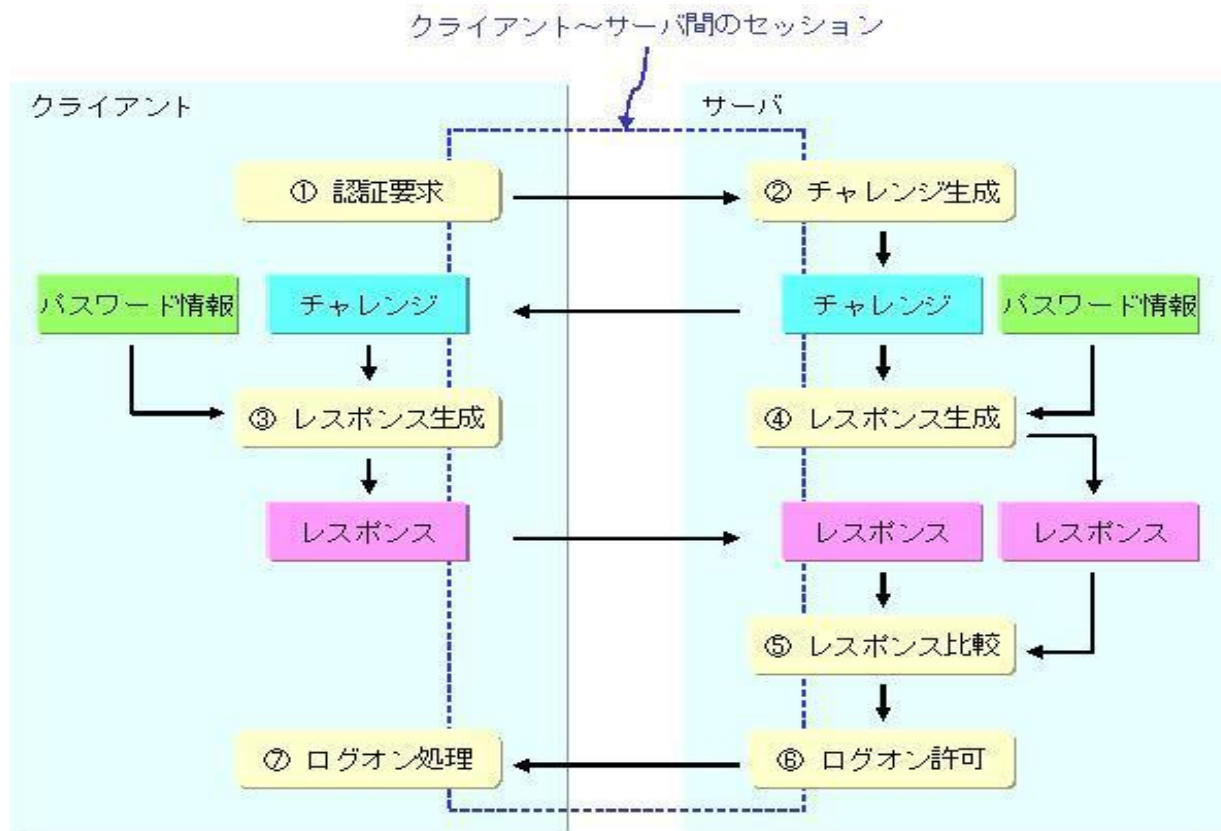 クライアント～サーバ間のセッション
クライアント
サーバ
① 認証要求
② チャレンジ生成
パスワード情報
チャレンジ
チャレンジ
パスワード情報
③ レスポンス生成
④ レスポンス生成
レスポンス
レスポンス
レスポンス
⑤ レスポンス比較
⑦ ログオン処理
⑥ ログオン許可